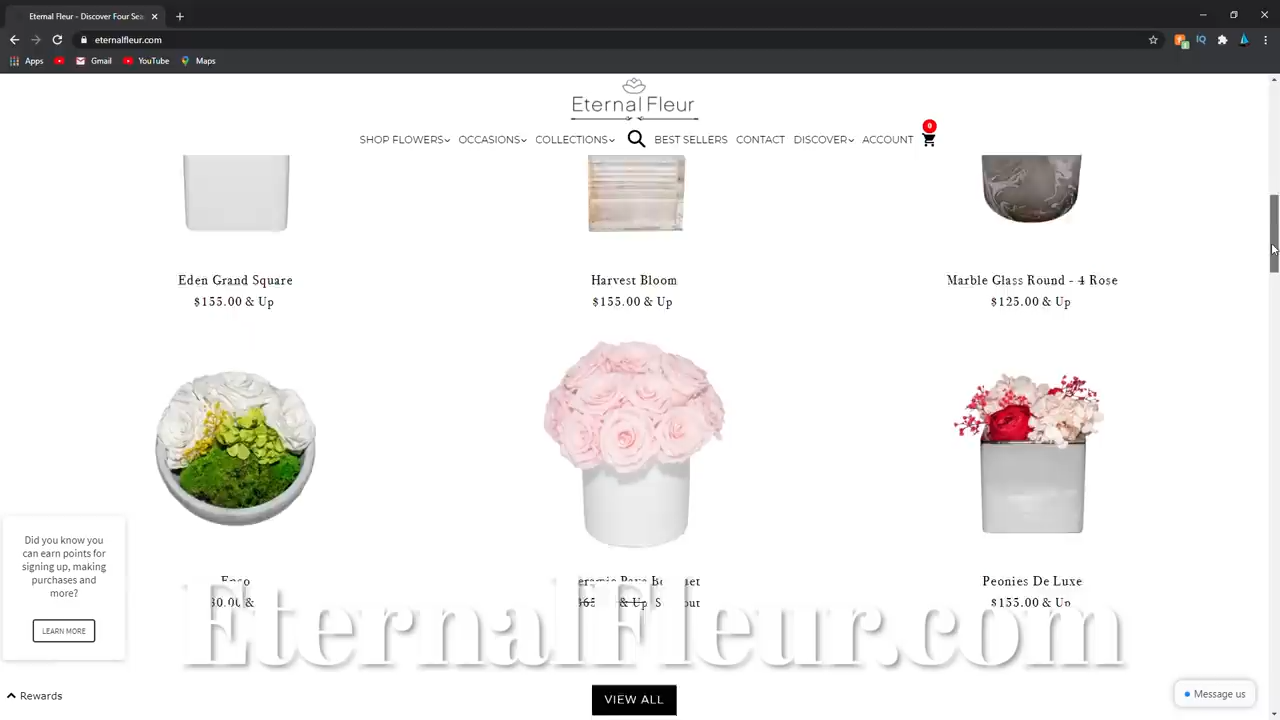 Eternal Fleur - Discover Four Sea
eternalfleur.com
Apps
Gmail
YouTube
Maps
Eternal Fleur
0
SHOP FLOWERS OCCASIONS COLLECTIONS BEST SELLERS CONTACT DISCOVER ACCOUNT
Eden Grand Square
$155.00 & Up
Harvest Bloom
$155.00 & Up
Marble Glass Round - 4 Rose
$125.00 & Up
Peonies De Luxe
$155.00 & Up
EternalFleur.com
Did you know you
can earn points for
signing up, making
purchases and
more?
LEARN MORE
Rewards
VIEW ALL
Message us